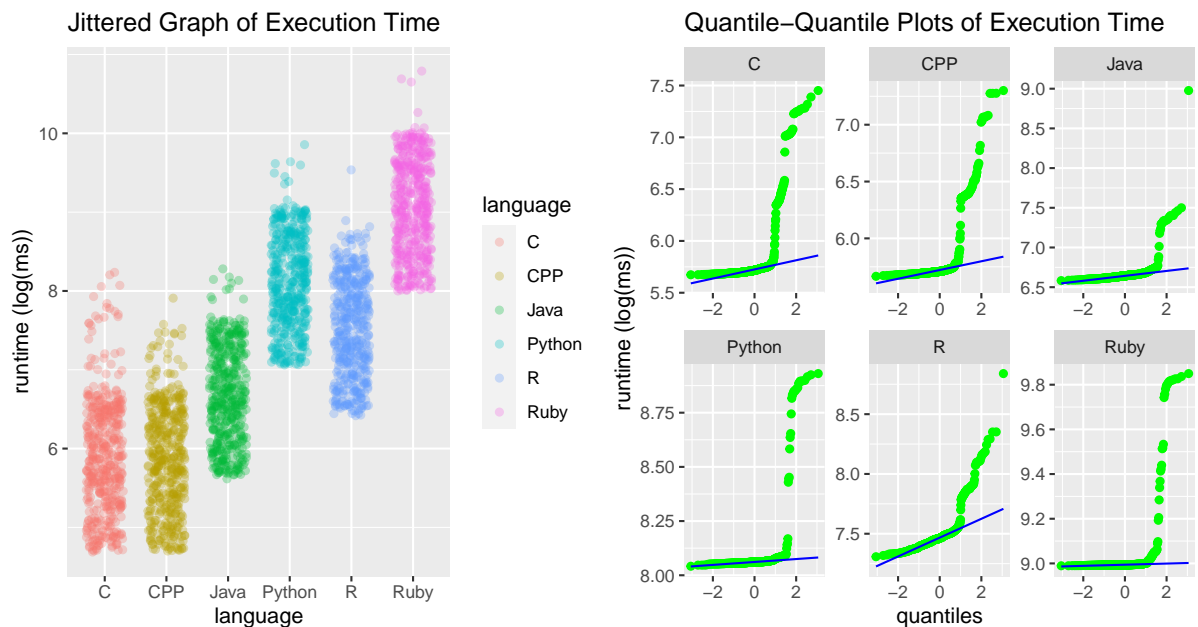 Jittered Graph of Execution Time
10
8
6
runtime (log(ms))
C
CPP
Java
Python
R
Ruby
language
language
C
CPP
Java
Python
R
Ruby
Quantile−Quantile Plots of Execution Time
runtime (log(ms))
C
7.5
7.0
6.5
6.0
5.5
−2 0 2
CPP
7.0
6.5
6.0
−2 0 2
Java
9.0
8.5
8.0
7.5
7.0
6.5
−2 0 2
Python
8.75
8.50
8.25
8.00
−2 0 2
R
8.5
8.0
7.5
−2 0 2
Ruby
9.8
9.6
9.4
9.2
9.0
−2 0 2
quantiles